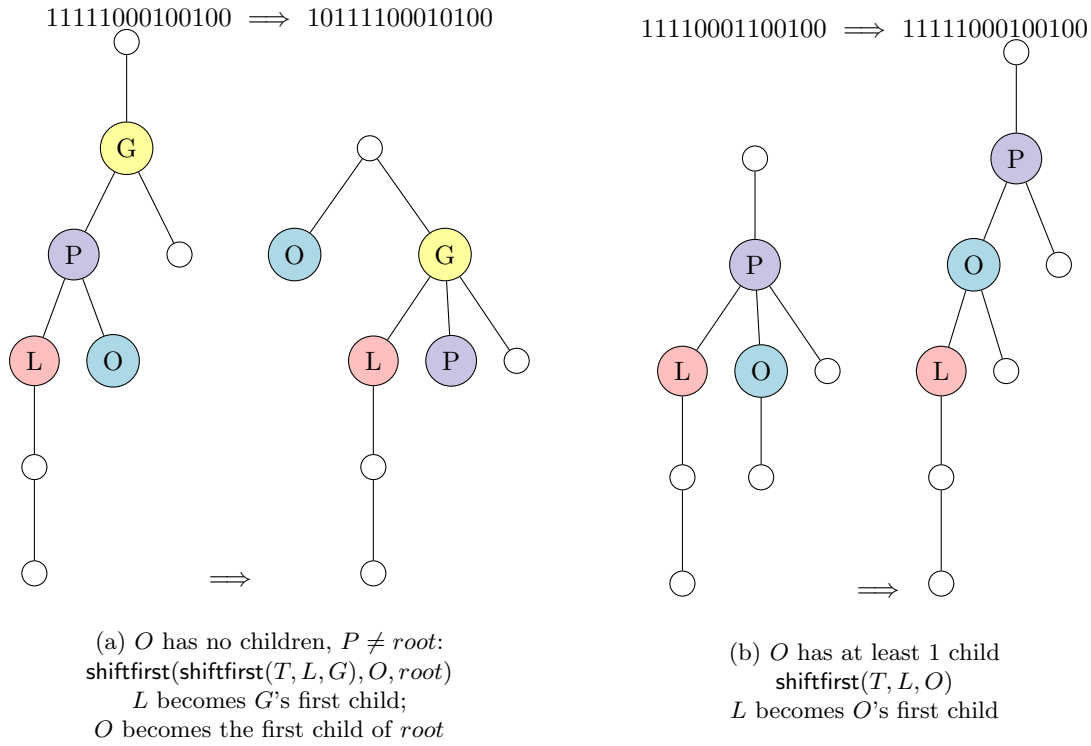 11111000100100 ⟹ 10111100010100
G
P
L
O
O
G
L
P
⟹
(a) O has no children, P ≠ root:
shiftfirst(shiftfirst(T, L, G), O, root)
L becomes G's first child;
O becomes the first child of root
11110001100100 ⟹ 11111000100100
P
L
O
P
O
L
⟹
(b) O has at least 1 child
shiftfirst(T, L, O)
L becomes O's first child